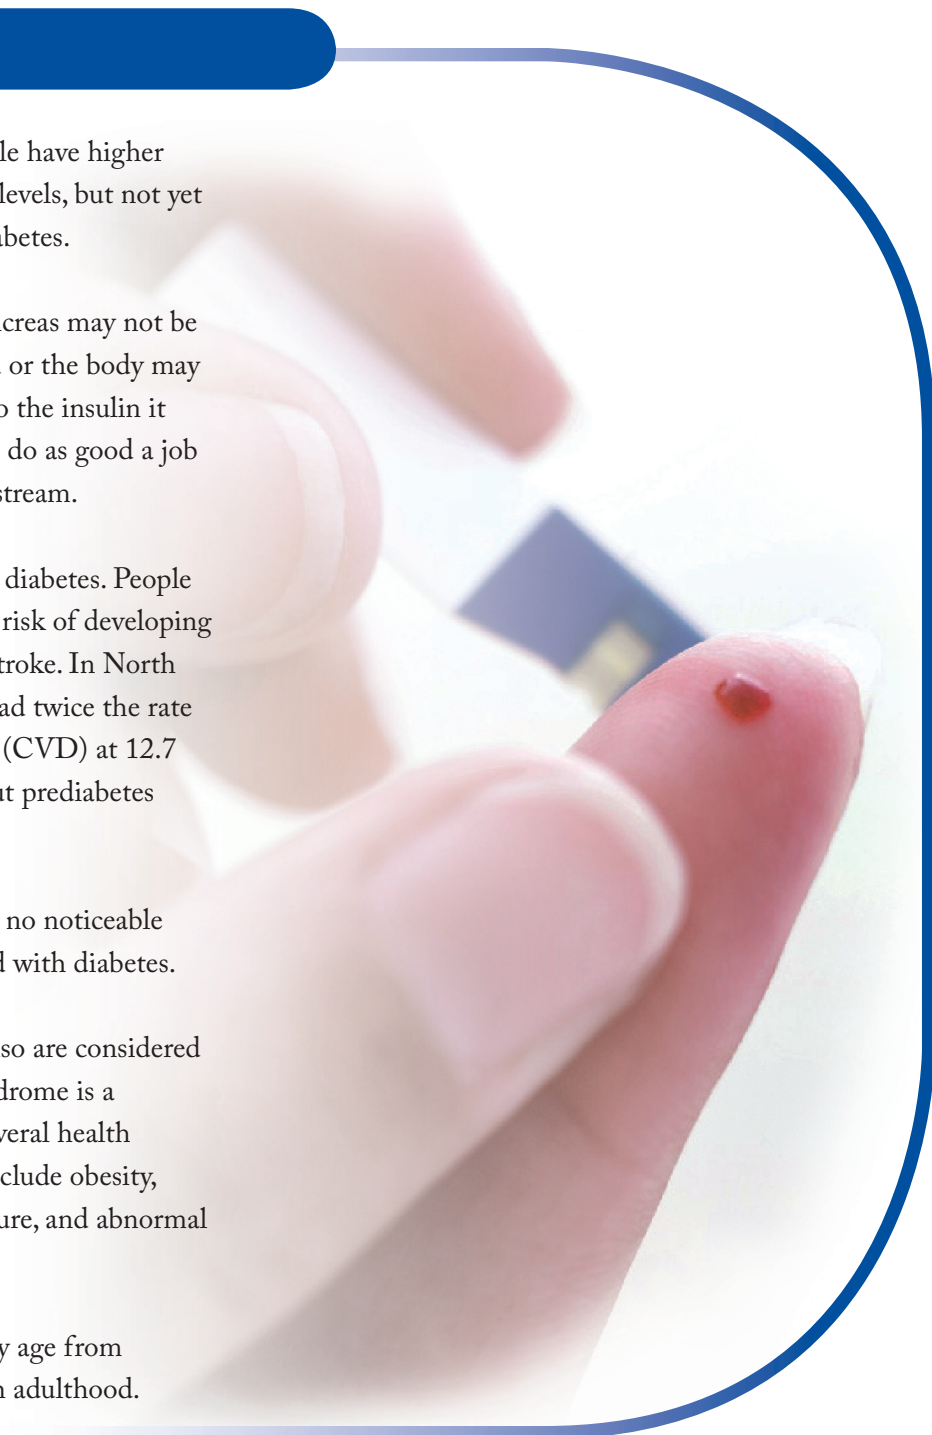 le have higher
levels, but not yet
abetes.
creas may not be
or the body may
o the insulin it
do as good a job
stream.
diabetes. People
risk of developing
troke. In North
ad twice the rate
(CVD) at 12.7
ut prediabetes
no noticeable
d with diabetes.
so are considered
drome is a
veral health
clude obesity,
ure, and abnormal
y age from
n adulthood.